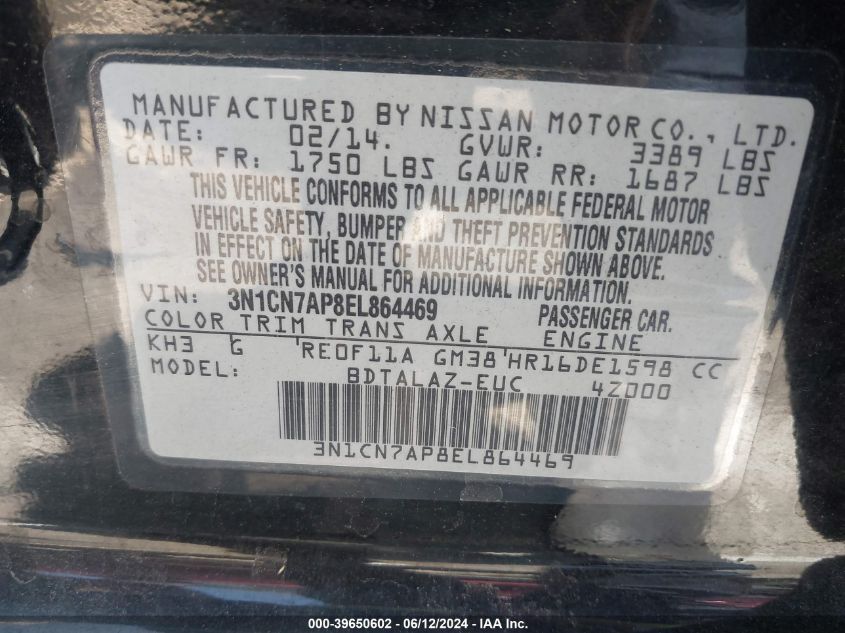 MANUFACTURED BY NISSAN MOTOR CO., LTD.
DATE: 02/14. GVWR: 3389 LBS
GAWR FR: 1750 LBS GAWR RR: 1687 LBS
THIS VEHICLE CONFORMS TO ALL APPLICABLE FEDERAL MOTOR
VEHICLE SAFETY, BUMPER AND THEFT PREVENTION STANDARDS
IN EFFECT ON THE DATE OF MANUFACTURE SHOWN ABOVE.
SEE OWNER'S MANUAL FOR ADDITIONAL INFORMATION.
VIN: 3N1CN7AP8EL864469 PASSENGER CAR.
COLOR TRIM TRANS AXLE ENGINE
KH3 G 'RE0F11A GM38'HR16DE1598 CC
MODEL: BDTALAZ-EUC 4Z000
3N1CN7AP8EL864469
000-39650602 - 06/12/2024 - IAA, Inc.